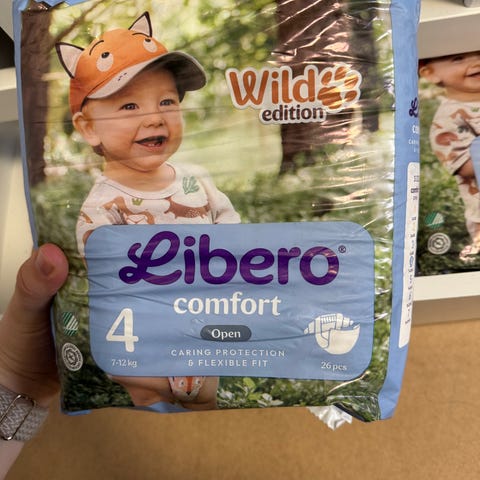 Wild
edition
Libero®
comfort
4
Open
7-12 kg
CARING PROTECTION
& FLEXIBLE FIT
26 pcs